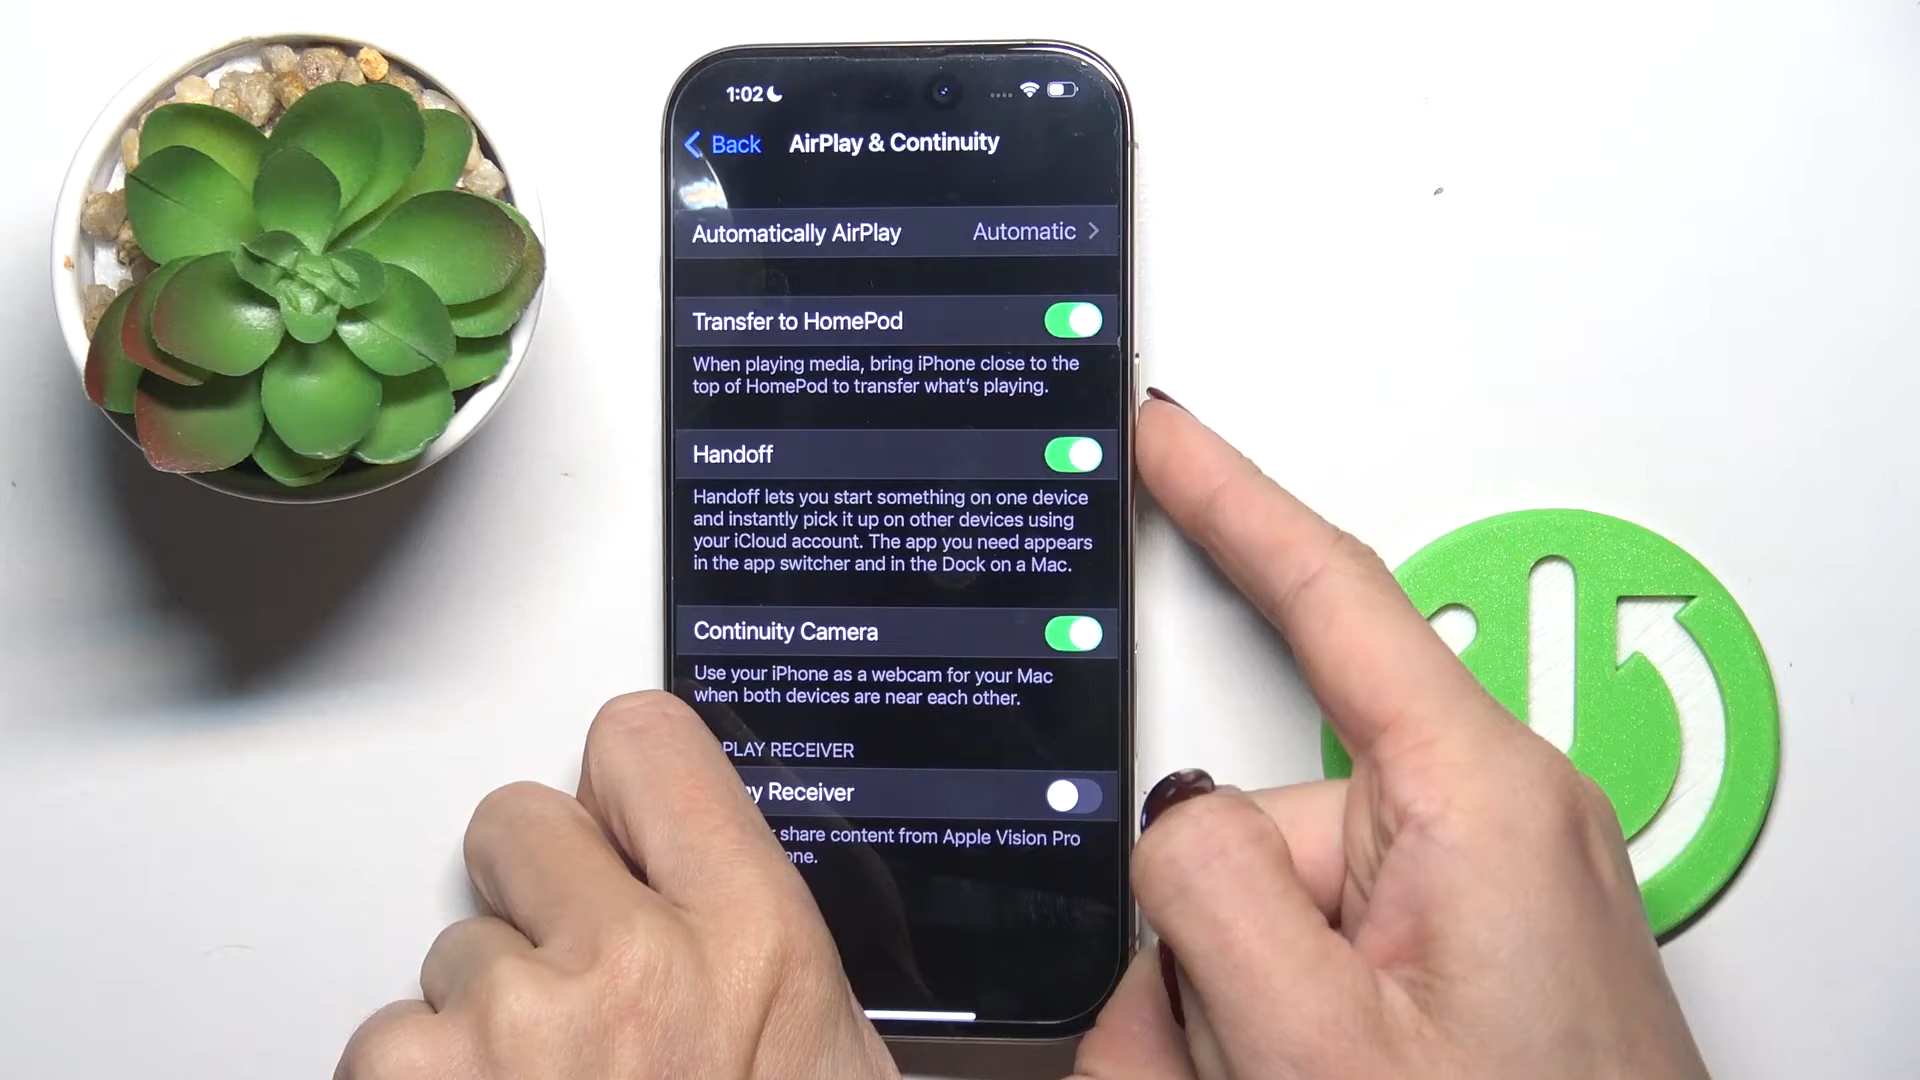 1:02
Back AirPlay & Continuity
Automatically AirPlay Automatic
Transfer to HomePod
When playing media, bring iPhone close to the
top of HomePod to transfer what's playing.
Handoff
Handoff lets you start something on one device
and instantly pick it up on other devices using
your iCloud account. The app you need appears
in the app switcher and in the Dock on a Mac.
Continuity Camera
Use your iPhone as a webcam for your Mac
when both devices are near each other.
PLAY RECEIVER
y Receiver
share content from Apple Vision Pro
one.